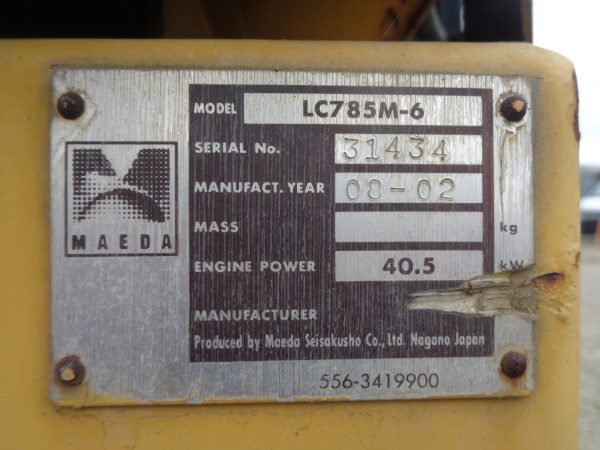 MODEL LC785M-6
SERIAL No. 31434
MANUFACT. YEAR 08-02
MAEDA
MASS kg
ENGINE POWER 40.5 kW
MANUFACTURER
Produced by Maeda Seisakusho Co., Ltd. Nagano Japan
556-3419900